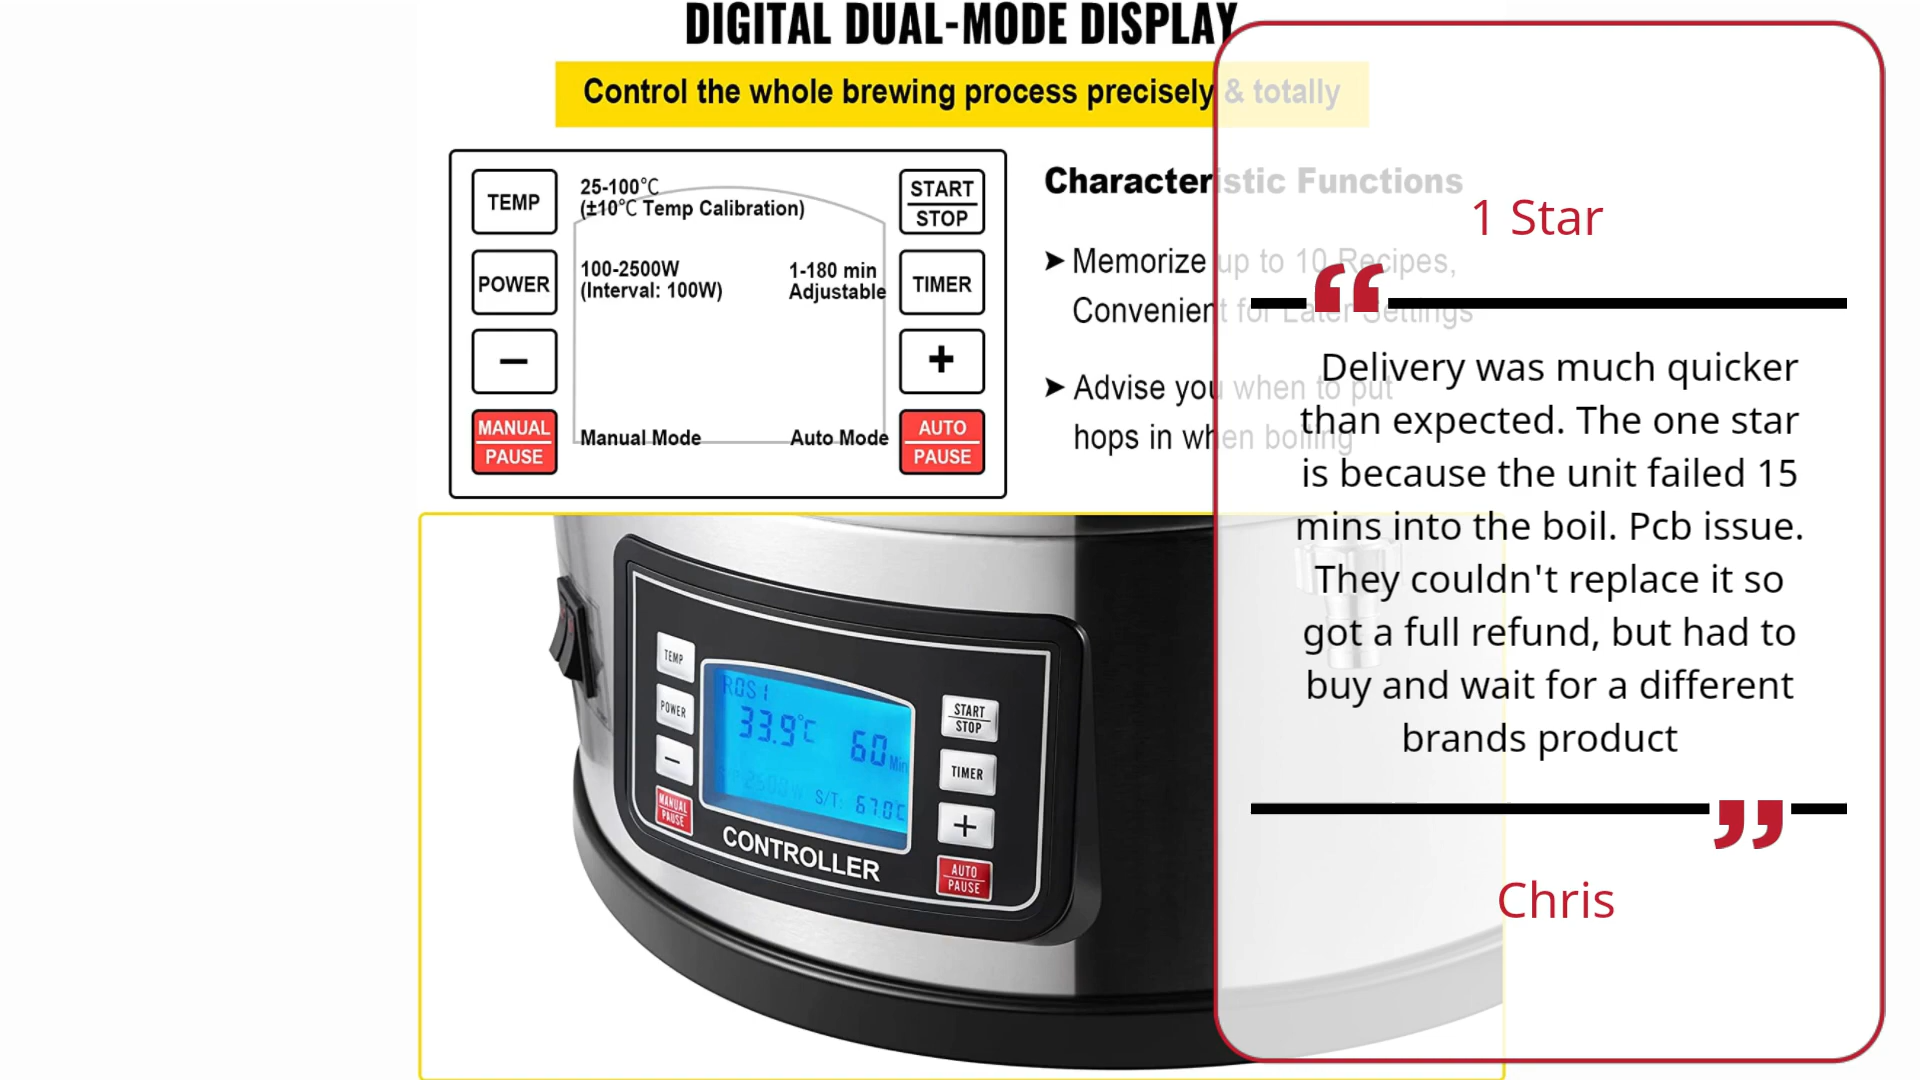 DIGITAL DUAL-MODE DISPLAY
Control the whole brewing process precisely & totally
TEMP
25-100°C
(±10°C Temp Calibration)
START
STOP
POWER
100-2500W
(Interval: 100W)
1-180 min
Adjustable
TIMER
–
+
MANUAL
PAUSE
Manual Mode
Auto Mode
AUTO
PAUSE
Characteristic Functions
➤ Memorize up to 10 Recipes,
Convenient for Later Settings
➤ Advise you when to put
hops in when boiling
TEMP
POWER
–
MANUAL
PAUSE
33.9°C
60 Min
2500W
S/T: 67.0°C
START
STOP
TIMER
+
AUTO
PAUSE
CONTROLLER
1 Star
“
Delivery was much quicker
than expected. The one star
is because the unit failed 15
mins into the boil. Pcb issue.
They couldn't replace it so
got a full refund, but had to
buy and wait for a different
brands product
”
Chris